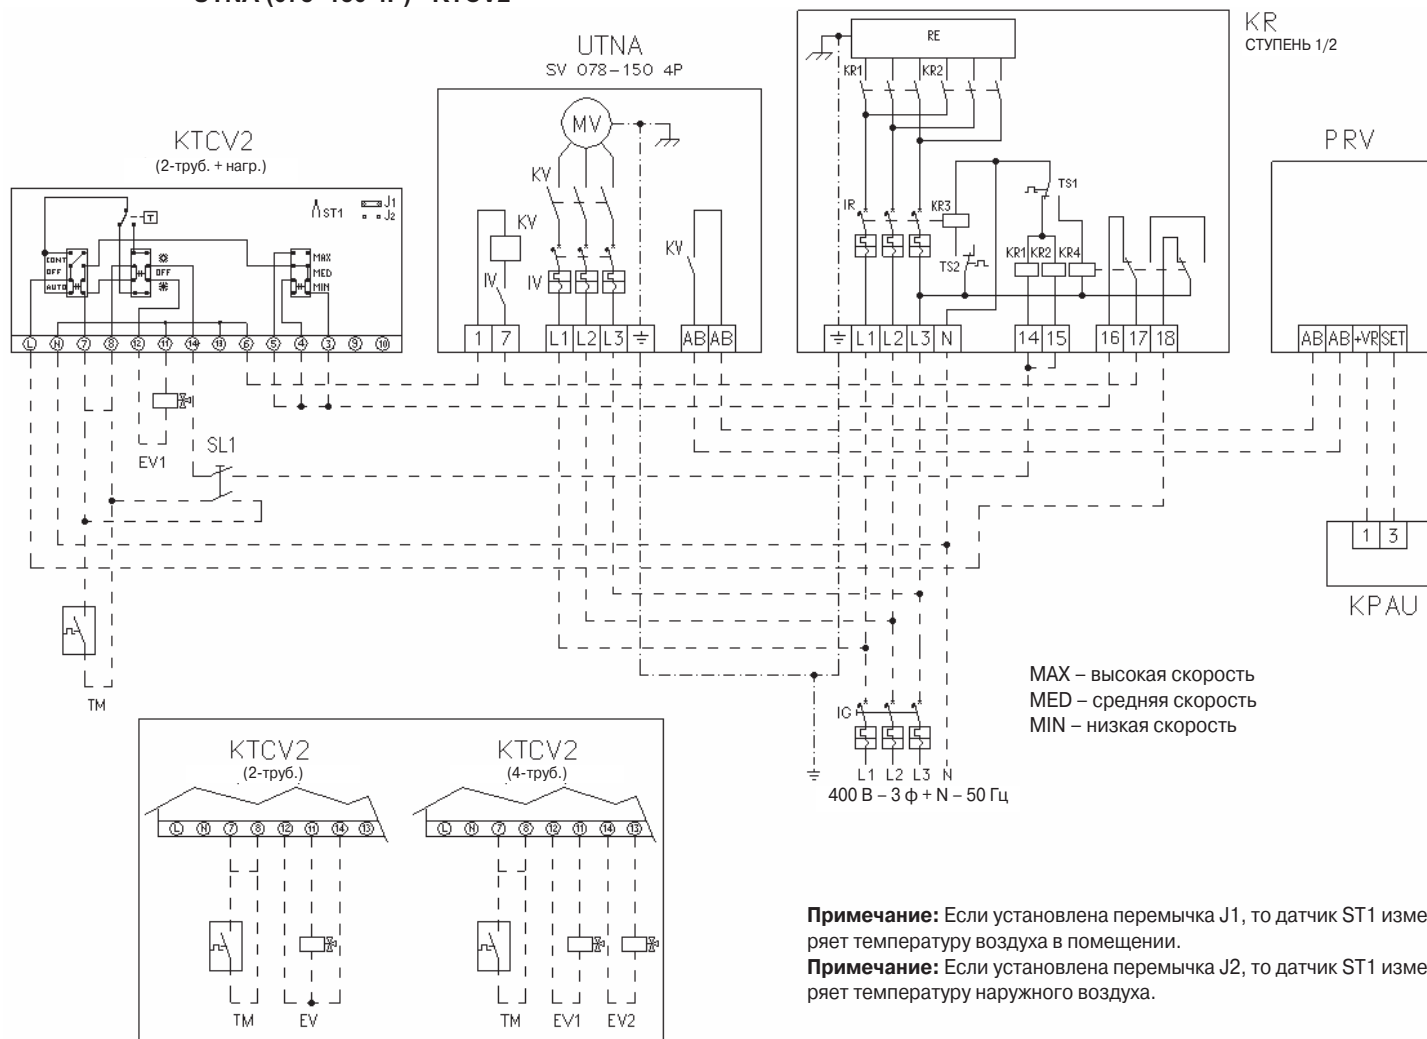 UTNA
SV 078-150 4P
KTCV2
(2-труб. + нагр.)
KR
СТУПЕНЬ 1/2
PRV
RE
KR1
KR2
MV
KV
KV
KV
IV
IV
IR
KR3
TS1
TS2
KR1 KR2 KR4
ST1
J1
J2
T
CONT
OFF
AUTO
OFF
MAX
MED
MIN
L N 7 8 12 11 14 13 6 5 4 3 9 10
1 7 L1 L2 L3 AB AB
L1 L2 L3 N 14 15 16 17 18
AB AB +VR SET
EV1
SL1
TM
1 3
KPAU
MAX – высокая скорость
MED – средняя скорость
MIN – низкая скорость
IG
L1 L2 L3 N
400 В – 3 ф + N – 50 Гц
KTCV2
(2-труб.)
L N 7 8 12 11 14 13
TM EV
KTCV2
(4-труб.)
L N 7 8 12 11 14 13
TM EV1 EV2
Примечание: Если установлена перемычка J1, то датчик ST1 изме
ряет температуру воздуха в помещении.
Примечание: Если установлена перемычка J2, то датчик ST1 изме
ряет температуру наружного воздуха.